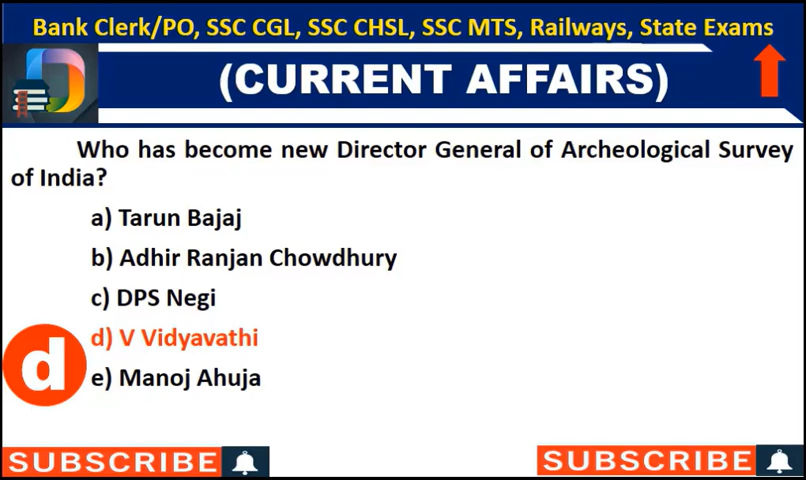 Bank Clerk/PO, SSC CGL, SSC CHSL, SSC MTS, Railways, State Exams
(CURRENT AFFAIRS)
Who has become new Director General of Archeological Survey
of India?
a) Tarun Bajaj
b) Adhir Ranjan Chowdhury
c) DPS Negi
d) V Vidyavathi
d
e) Manoj Ahuja
SUBSCRIBE
SUBSCRIBE